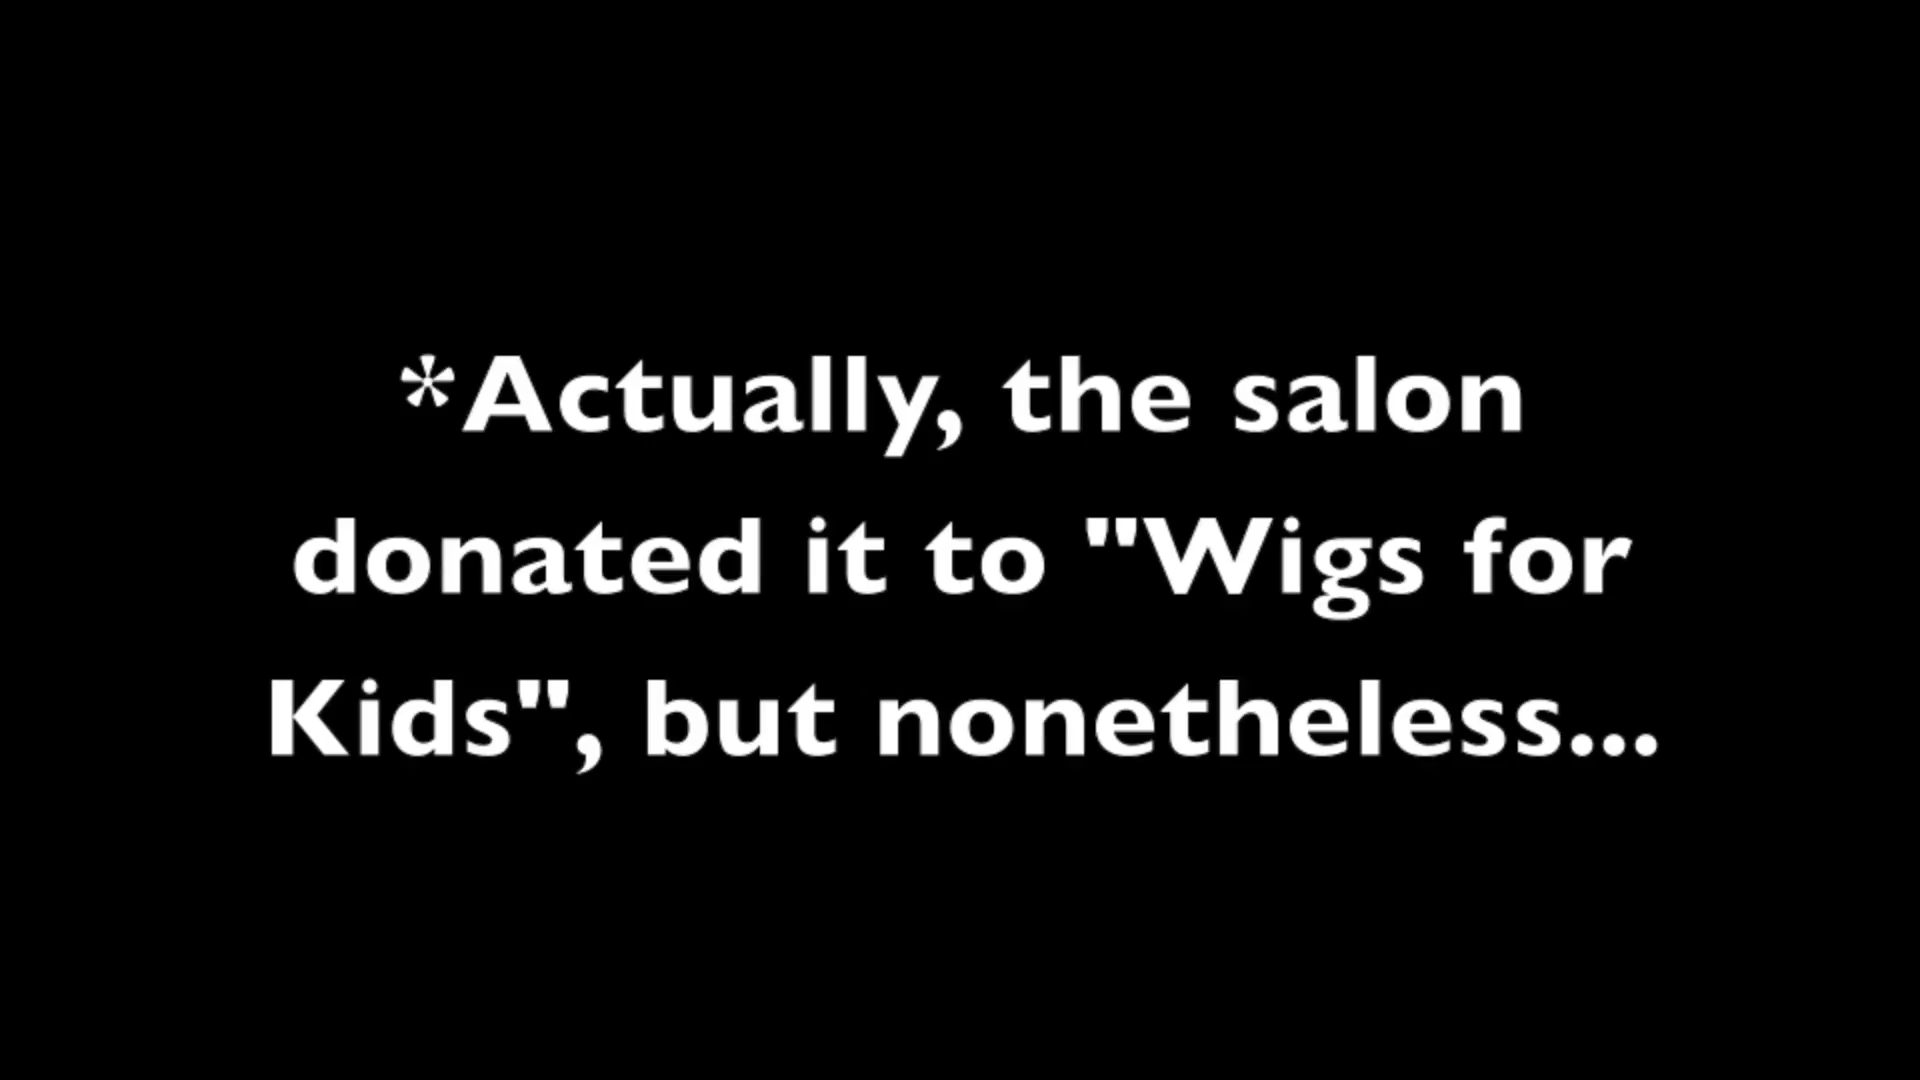 *Actually, the salon
donated it to "Wigs for
Kids", but nonetheless...